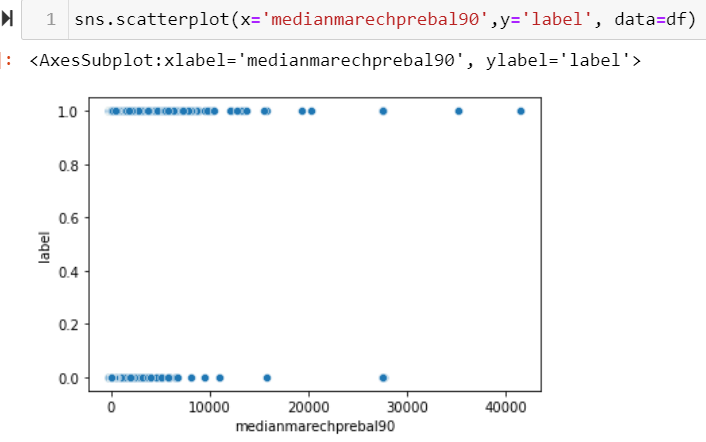 1 sns.scatterplot(x='medianmarechprebal90',y='label', data=df)
]: <AxesSubplot:xlabel='medianmarechprebal90', ylabel='label'>
1.0
0.8
0.6
0.4
0.2
0.0
label
0 10000 20000 30000 40000
medianmarechprebal90